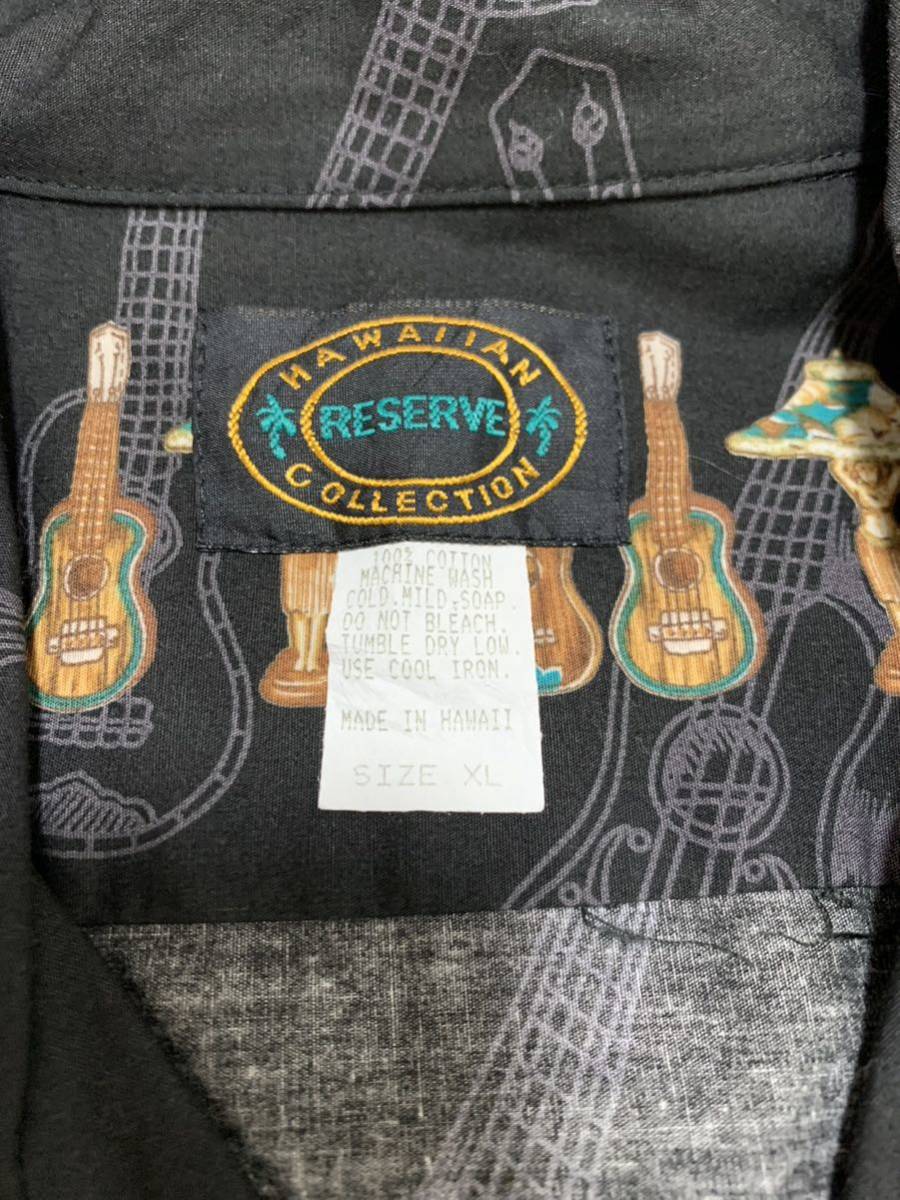 HAWAIIAN
RESERVE
COLLECTION
100% COTTON
MACHINE WASH
COLD.MILD.SOAP.
DO NOT BLEACH.
TUMBLE DRY LOW.
USE COOL IRON.
MADE IN HAWAII
SIZE XL